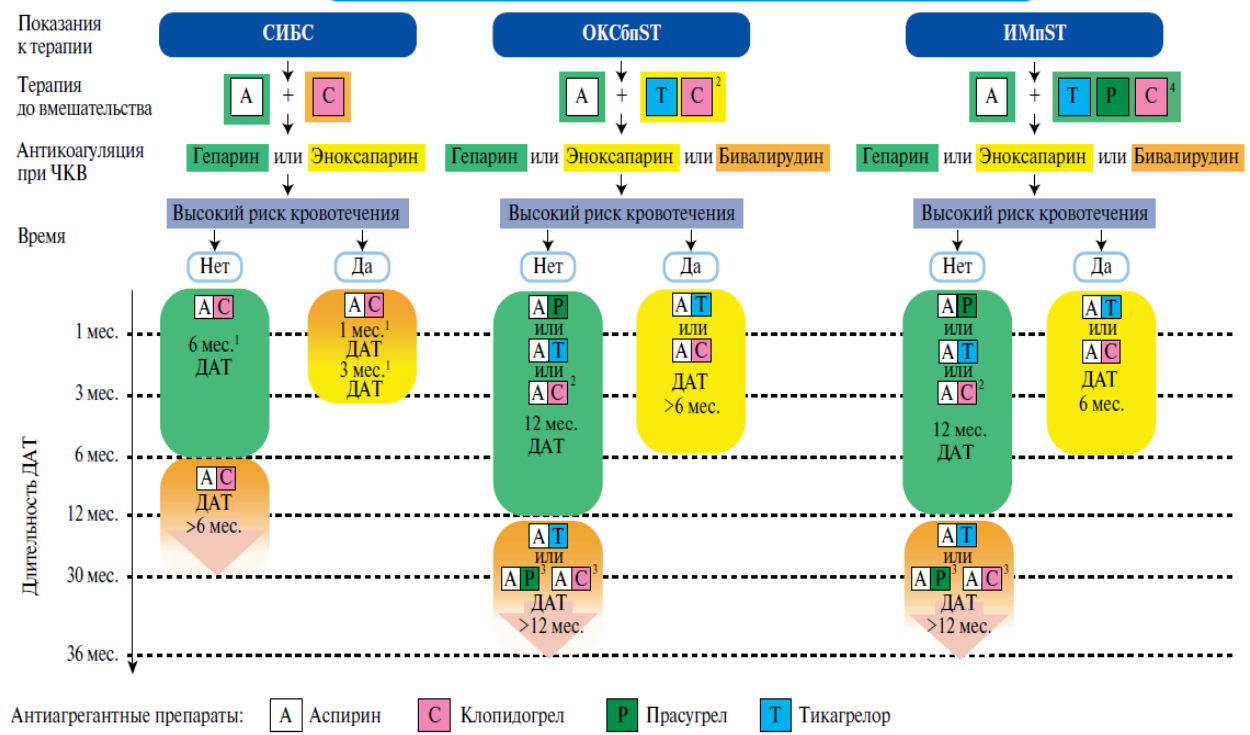 Показания
к терапии
СИБС
ОКСбпST
ИМпST
Терапия
до вмешательства
А + С
А + Т С 2
А + Т Р С 4
Антикоагуляция
при ЧКВ
Гепарин или Эноксапарин
Гепарин или Эноксапарин или Бивалирудин
Гепарин или Эноксапарин или Бивалирудин
Высокий риск кровотечения
Высокий риск кровотечения
Высокий риск кровотечения
Время
Нет
Да
Нет
Да
Нет
Да
Длительность ДАТ
1 мес.
3 мес.
6 мес.
12 мес.
30 мес.
36 мес.
А С
6 мес.1
ДАТ
А С
ДАТ
>6 мес.
А С
1 мес.1
ДАТ
3 мес.1
ДАТ
А Р
или
А Т
или
А С 2
12 мес.
ДАТ
А Т
или
А Р 3 А С 3
ДАТ
>12 мес.
А Т
или
А С
ДАТ
>6 мес.
А Р
или
А Т
или
А С 2
12 мес.
ДАТ
А Т
или
А Р 3 А С 3
ДАТ
>12 мес.
А Т
или
А С
ДАТ
6 мес.
Антиагрегантные препараты: А Аспирин С Клопидогрел Р Прасугрел Т Тикагрелор